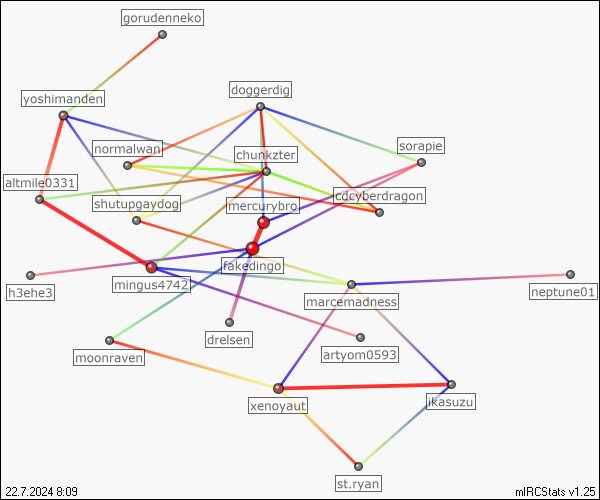 gorudenneko
doggerdig
yoshimanden
sorapie
normalwan
chunkzter
altmile0331
cdcyberdragon
shutupgaydog
mercurybro
fakedingo
mingus4742
h3ehe3
neptune01
marcemadness
drelsen
artyom0593
moonraven
xenoyaut
ikasuzu
st.ryan
22.7.2024 8:09
mIRCStats v1.25